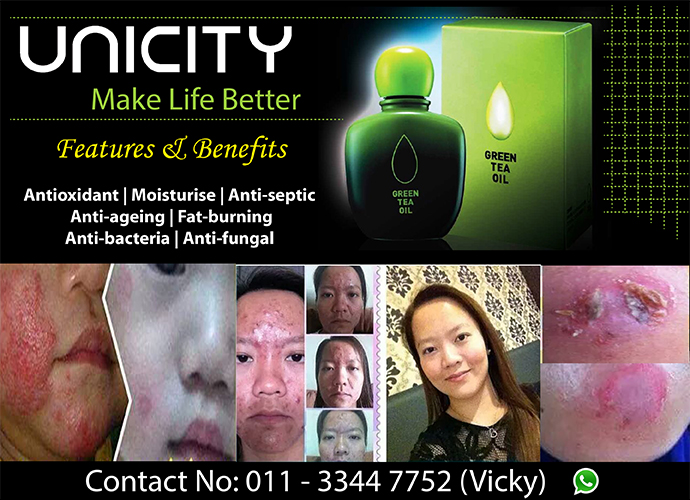 UNICITY
Make Life Better
Features & Benefits
Antioxidant | Moisturise | Anti-septic
Anti-ageing | Fat-burning
Anti-bacteria | Anti-fungal
GREEN
TEA
OIL
GREEN
TEA
OIL
Contact No: 011 - 3344 7752 (Vicky)